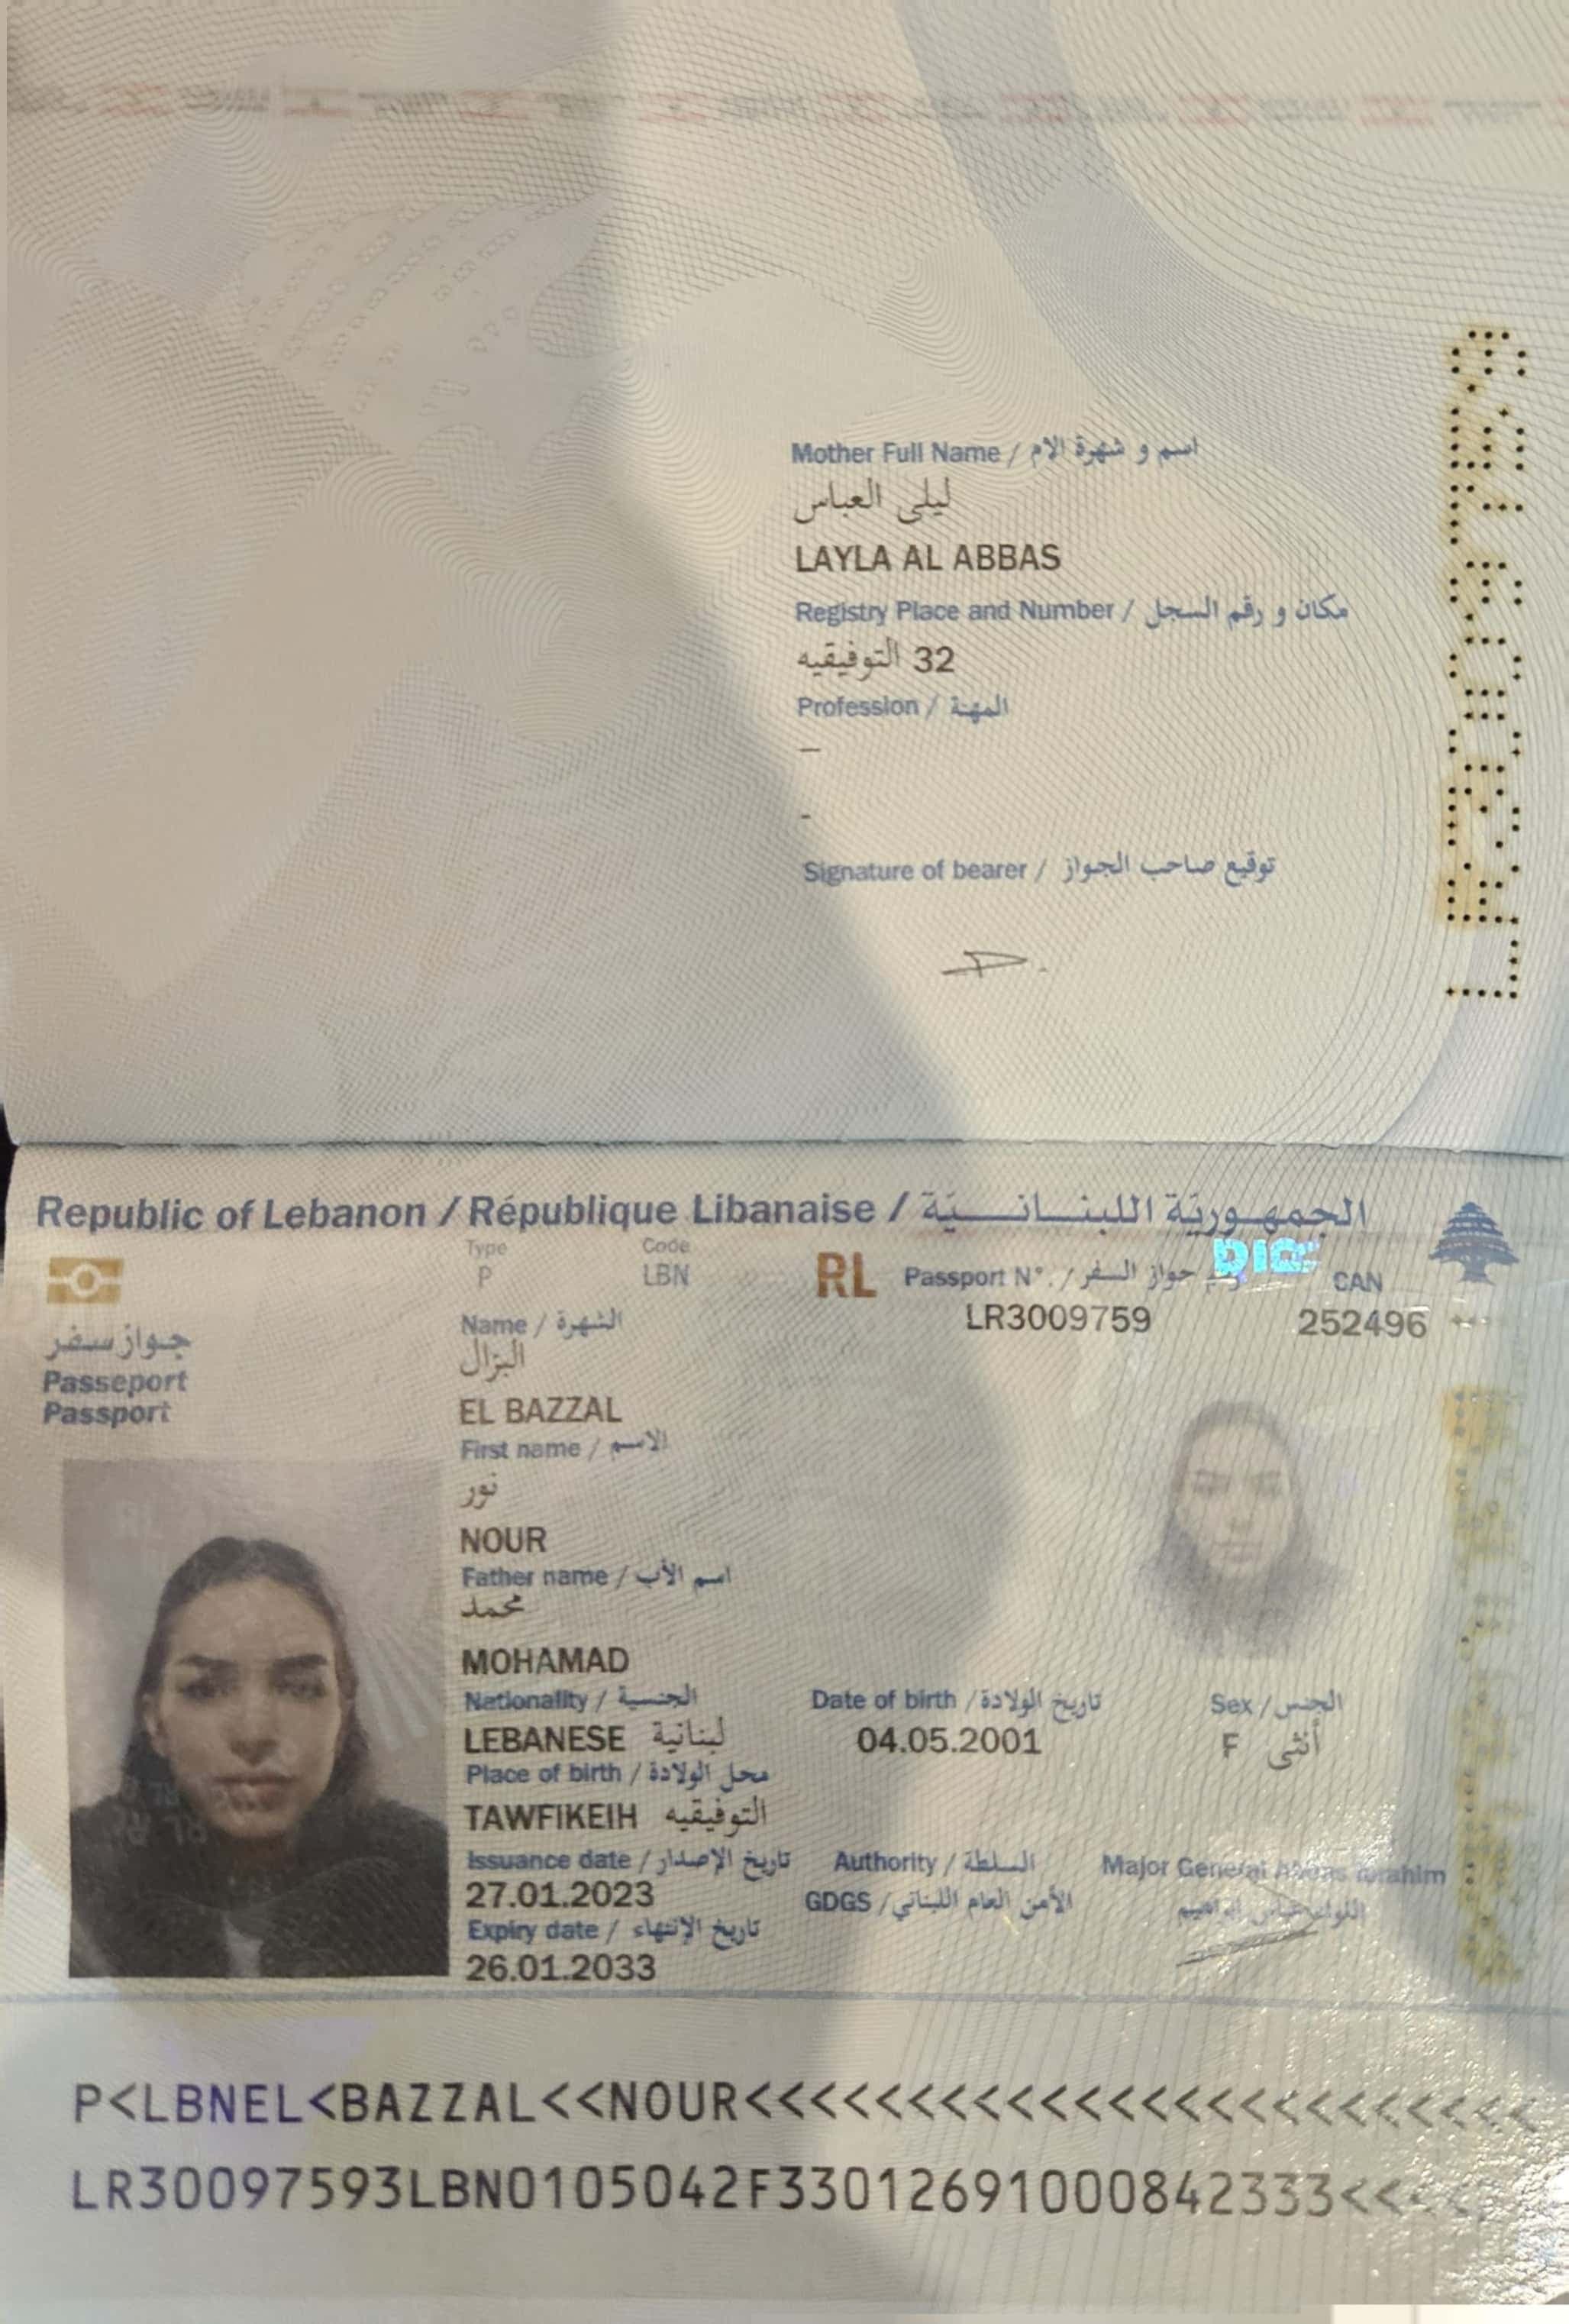 Mother Full Name / اسم و شهرة الام
ليلى العباس
LAYLA AL ABBAS
Registry Place and Number / مكان و رقم السجل
32 التوفيقيه
Profession / المهنة
—
-
Signature of bearer / توقيع صاحب الجواز
Republic of Lebanon / République Libanaise / الجمهورية اللبنانية
Type
P
Code
LBN
RL
Passport N°. / رقم جواز السفر
LR3009759
CAN
252496
جواز سفر
Passeport
Passport
Name / الشهرة
البزال
EL BAZZAL
First name / الاسم
نور
NOUR
Father name / اسم الأب
محمد
MOHAMAD
Nationality / الجنسية
LEBANESE لبنانية
Date of birth / تاريخ الولادة
04.05.2001
Sex / الجنس
F أنثى
Place of birth / محل الولادة
TAWFIKEIH التوفيقيه
Issuance date / تاريخ الإصدار
27.01.2023
Authority / السلطة
GDGS / الأمن العام اللبناني
Major General Abbas Ibrahim
اللواء عباس ابراهيم
Expiry date / تاريخ الإنتهاء
26.01.2033
P<LBNEL<BAZZAL<<NOUR<<<<<<<<<<<<<<<<<<<<<<<<
LR30097593LBN0105042F33012691000842333<<<<